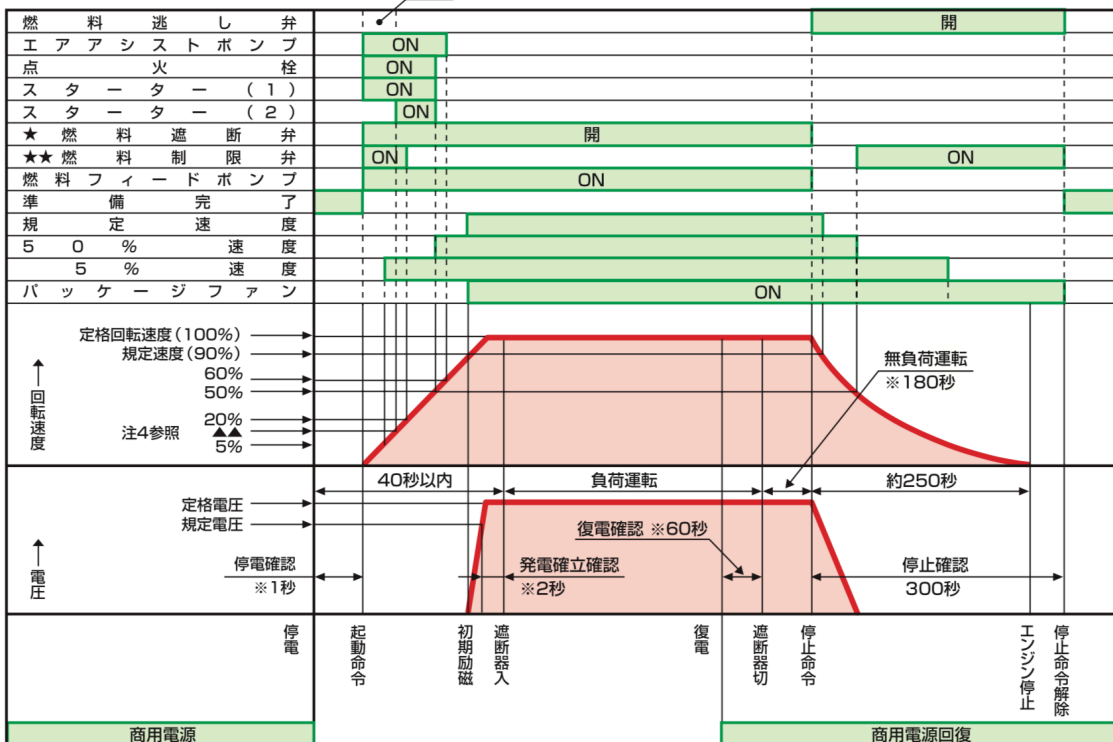 燃料逃し弁 開
エアアシストポンプ ON
点火栓 ON
スターター(1) ON
スターター(2) ON
★燃料遮断弁 開
★★燃料制限弁 ON ON
燃料フィードポンプ ON
準備完了
規定速度
50%速度
5%速度
パッケージファン ON
↑回転速度
定格回転速度(100%)
規定速度(90%)
60%
50%
20%
注4参照 ▲▲
5%
無負荷運転
※180秒
40秒以内 負荷運転 約250秒
↑電圧
定格電圧
規定電圧
停電確認
※1秒
発電確立確認
※2秒
復電確認 ※60秒
停止確認
300秒
停電
起動命令
初期励磁
遮断器入
復電
遮断器切
停止命令
エンジン停止
停止命令解除
商用電源 商用電源回復